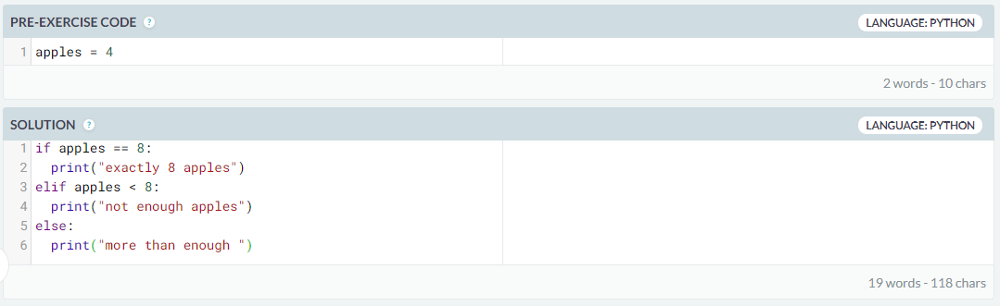 PRE-EXERCISE CODE ? LANGUAGE: PYTHON
1 apples = 4
2 words - 10 chars
SOLUTION ? LANGUAGE: PYTHON
1 if apples == 8:
2   print("exactly 8 apples")
3 elif apples < 8:
4   print("not enough apples")
5 else:
6   print("more than enough ")
19 words - 118 chars